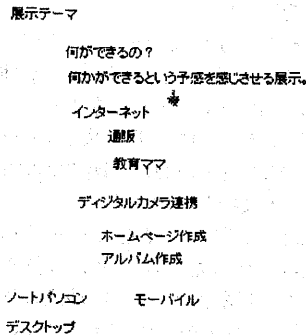 展示テーマ
何ができるの?
何かができるという予感を感じさせる展示。
インターネット
通販
教育ママ
ディジタルカメラ連携
ホームページ作成
アルバム作成
ノートパソコン モーバイル
デスクトップ